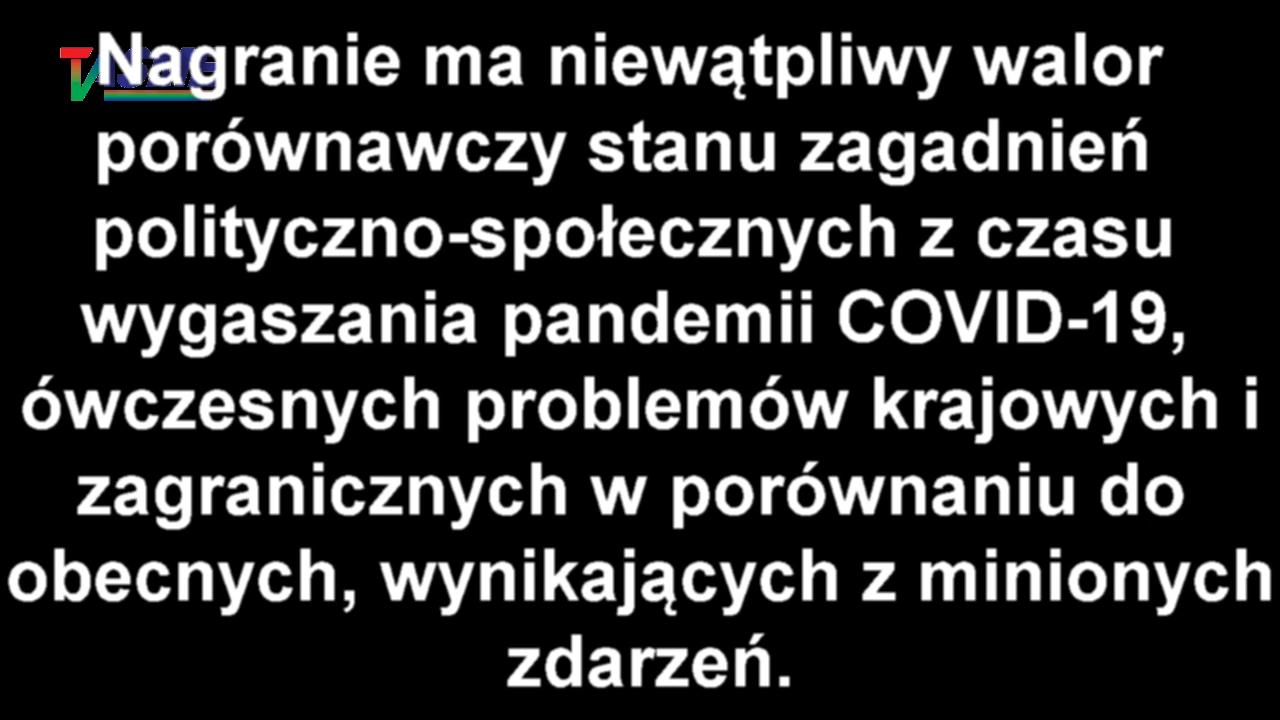 Nagranie ma niewątpliwy walor
porównawczy stanu zagadnień
polityczno-społecznych z czasu
wygaszania pandemii COVID-19,
ówczesnych problemów krajowych i
zagranicznych w porównaniu do
obecnych, wynikających z minionych
zdarzeń.